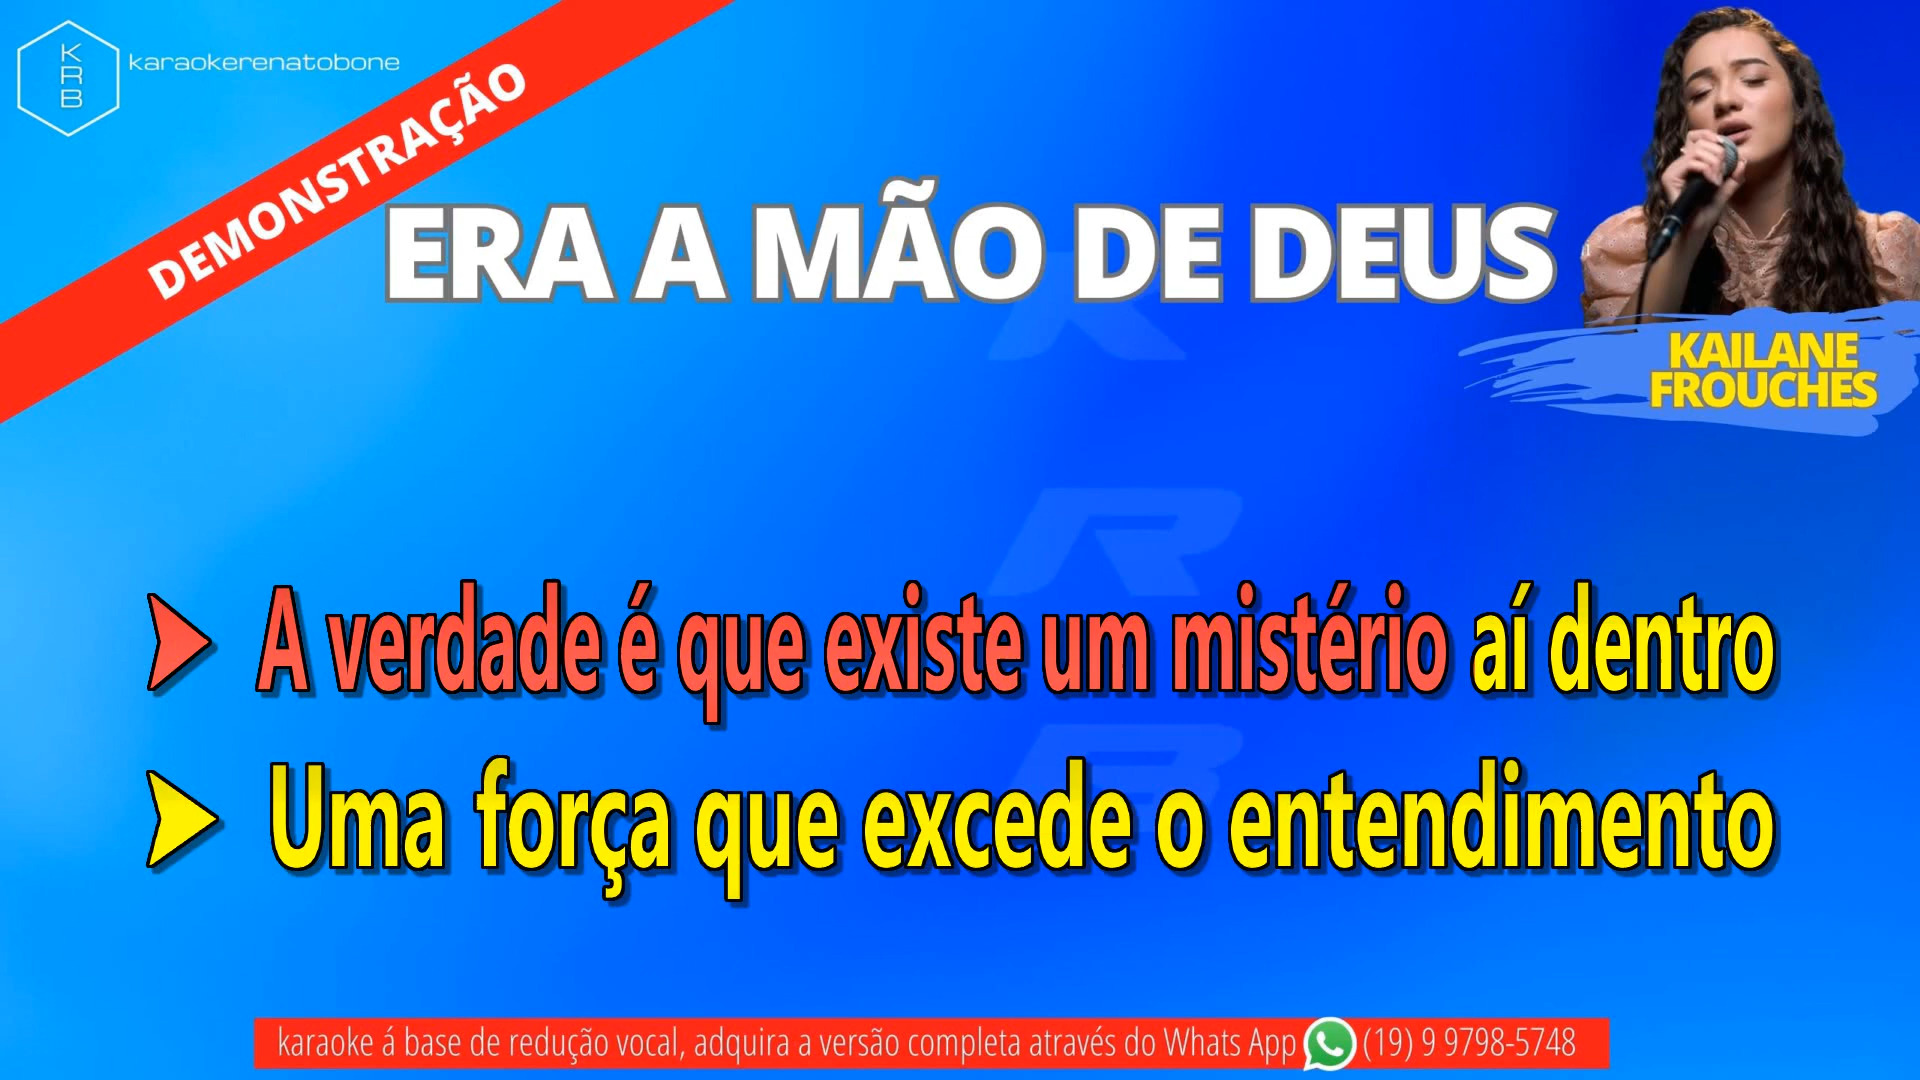 KRB
karaokerenatobone
DEMONSTRAÇÃO
ERA A MÃO DE DEUS
KAILANE
FROUCHES
K
R
B
A verdade é que existe um mistério aí dentro
Uma força que excede o entendimento
karaoke á base de redução vocal, adquira a versão completa através do Whats App (19) 9 9798-5748